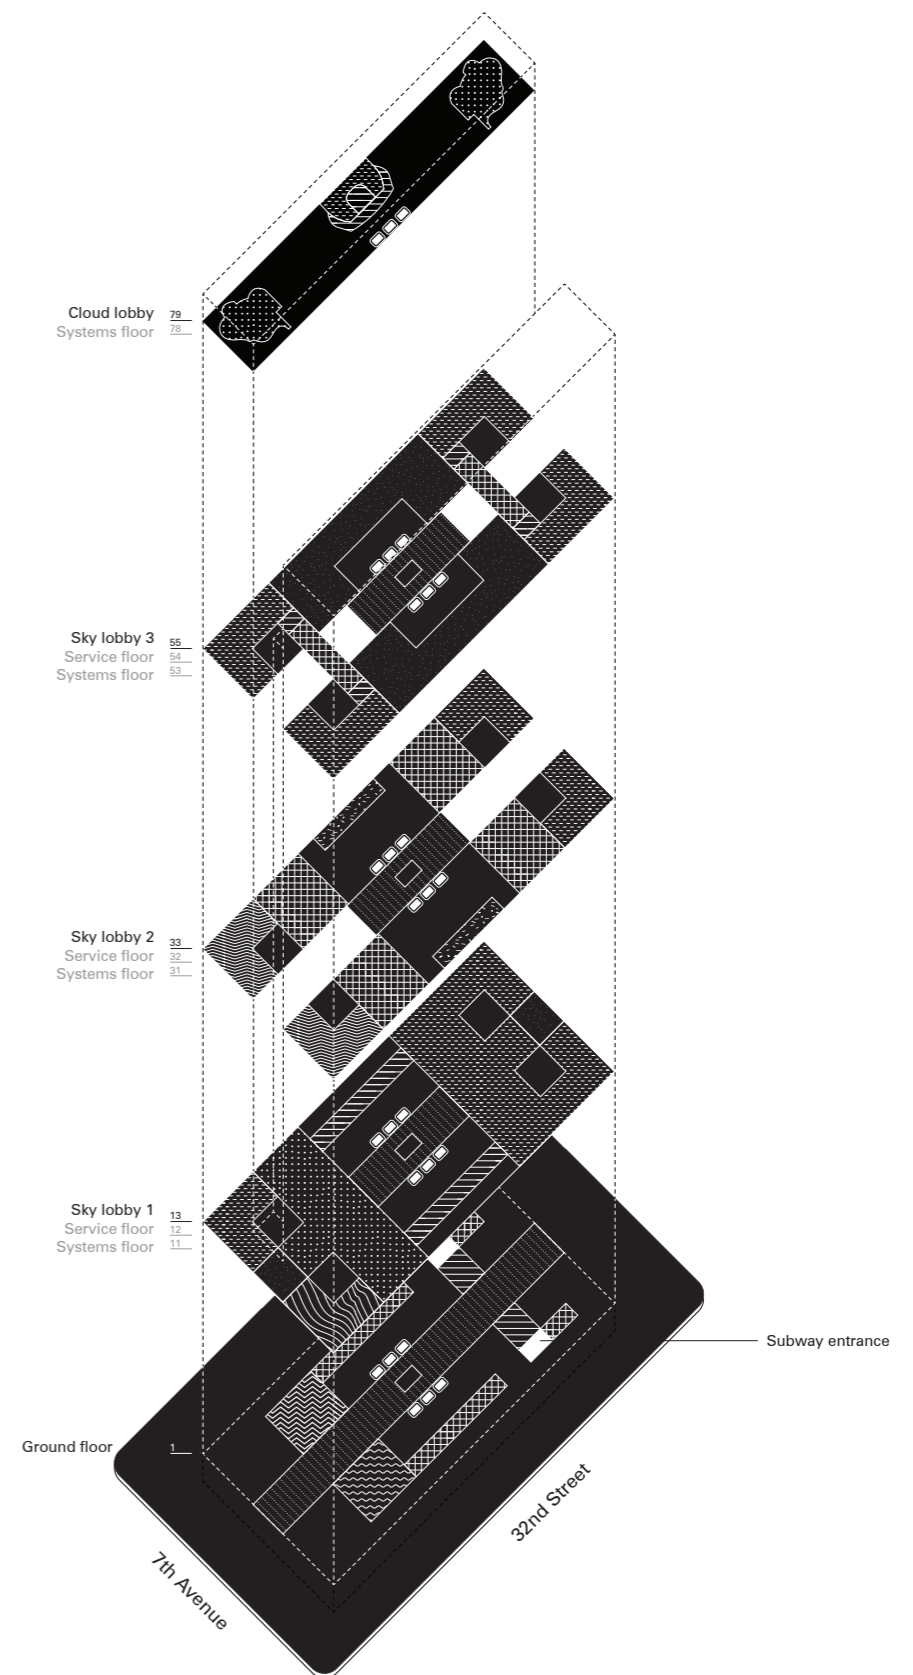 Cloud lobby 79
Systems floor 78
Sky lobby 3 55
Service floor 54
Systems floor 53
Sky lobby 2 33
Service floor 32
Systems floor 31
Sky lobby 1 13
Service floor 12
Systems floor 11
Subway entrance
Ground floor 1
32nd Street
7th Avenue